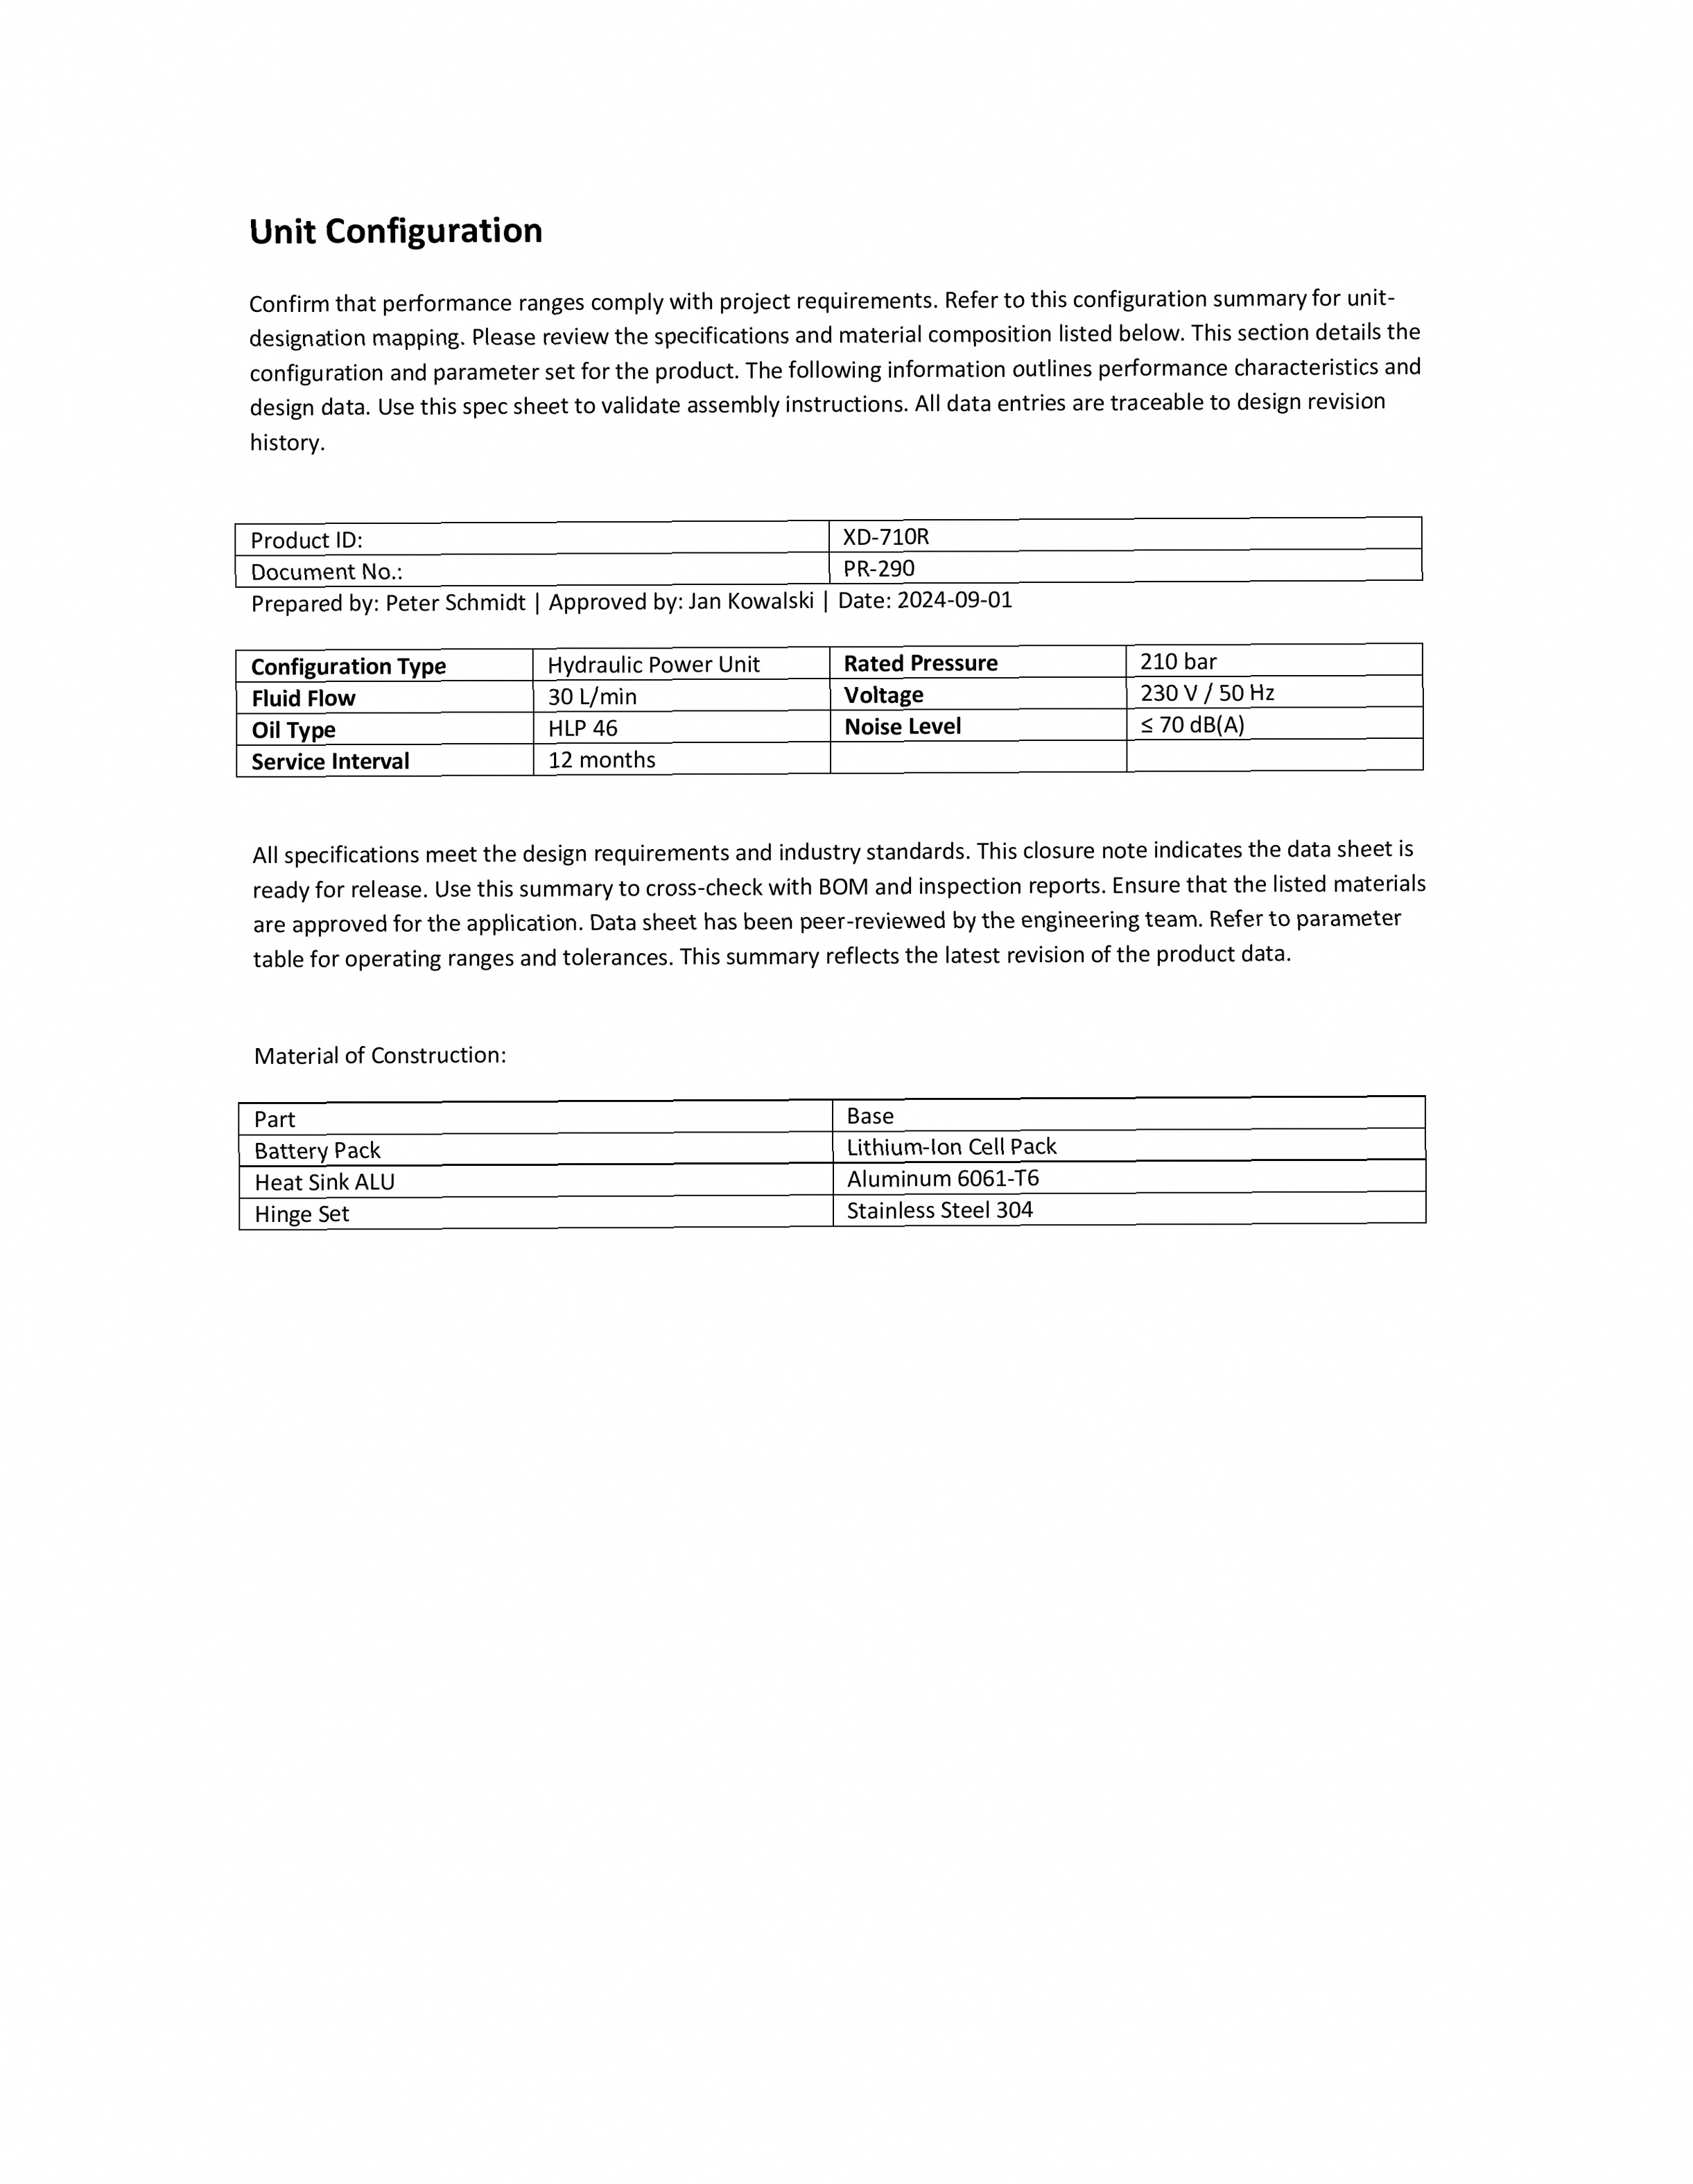 Unit Configuration
Confirm that performance ranges comply with project requirements. Refer to this configuration summary for unit-
designation mapping. Please review the specifications and material composition listed below. This section details the
configuration and parameter set for the product. The following information outlines performance characteristics and
design data. Use this spec sheet to validate assembly instructions. All data entries are traceable to design revision
history.
Product ID: XD-710R
Document No.: PR-290
Prepared by: Peter Schmidt | Approved by: Jan Kowalski | Date: 2024-09-01
Configuration Type Hydraulic Power Unit Rated Pressure 210 bar
Fluid Flow 30 L/min Voltage 230 V / 50 Hz
Oil Type HLP 46 Noise Level ≤ 70 dB(A)
Service Interval 12 months
All specifications meet the design requirements and industry standards. This closure note indicates the data sheet is
ready for release. Use this summary to cross-check with BOM and inspection reports. Ensure that the listed materials
are approved for the application. Data sheet has been peer-reviewed by the engineering team. Refer to parameter
table for operating ranges and tolerances. This summary reflects the latest revision of the product data.
Material of Construction:
Part Base
Battery Pack Lithium-Ion Cell Pack
Heat Sink ALU Aluminum 6061-T6
Hinge Set Stainless Steel 304